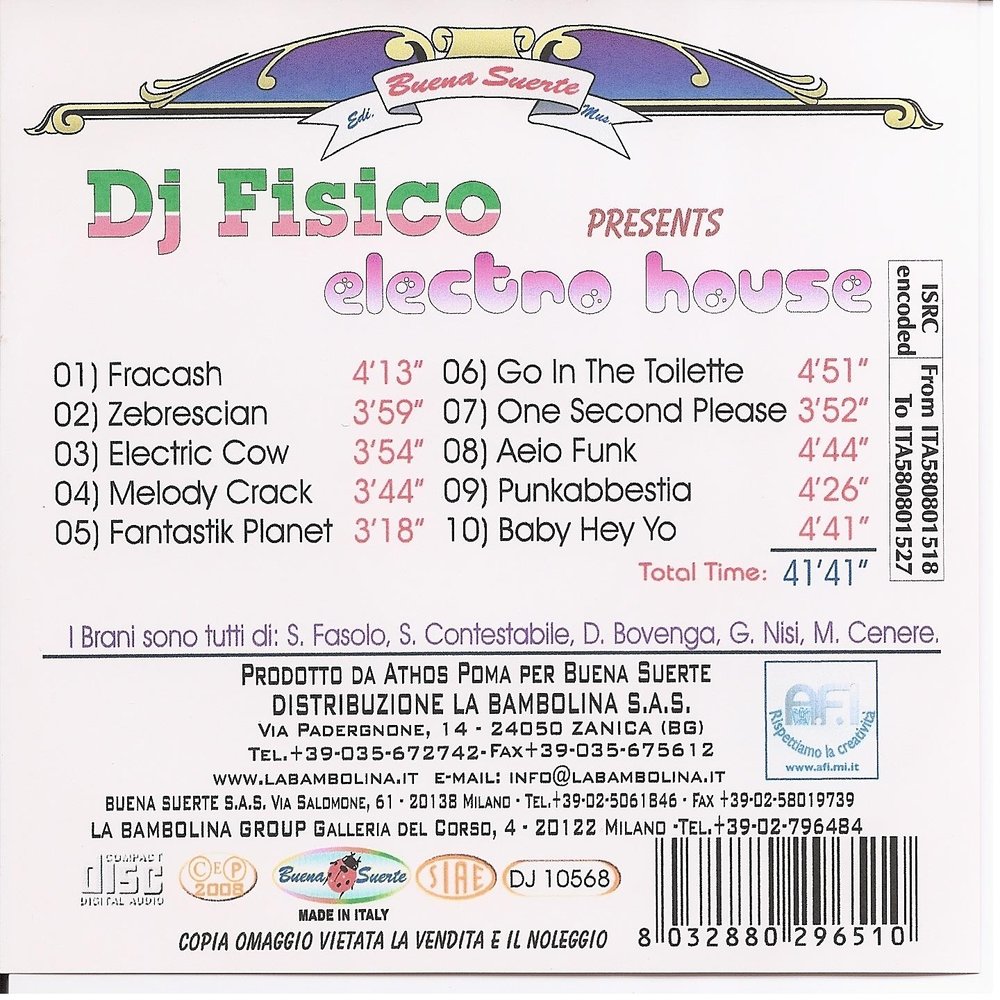 Buena Suerte
Edi. Mus.
Dj Fisico PRESENTS
electro house
01) Fracash 4'13"
02) Zebrescian 3'59"
03) Electric Cow 3'54"
04) Melody Crack 3'44"
05) Fantastik Planet 3'18"
06) Go In The Toilette 4'51"
07) One Second Please 3'52"
08) Aeio Funk 4'44"
09) Punkabbestia 4'26"
10) Baby Hey Yo 4'41"
Total Time: 41'41"
ISRC From ITA580801518
encoded To ITA580801527
I Brani sono tutti di: S. Fasolo, S. Contestabile, D. Bovenga, G. Nisi, M. Cenere.
PRODOTTO DA ATHOS POMA PER BUENA SUERTE
DISTRIBUZIONE LA BAMBOLINA S.A.S.
VIA PADERGNONE, 14 - 24050 ZANICA (BG)
TEL.+39-035-672742-FAX+39-035-675612
WWW.LABAMBOLINA.IT E-MAIL: INFO@LABAMBOLINA.IT
BUENA SUERTE S.A.S. VIA SALOMONE, 61 - 20138 MILANO - TEL.+39-02-5061846 - FAX +39-02-58019739
LA BAMBOLINA GROUP GALLERIA DEL CORSO, 4 - 20122 MILANO -TEL.+39-02-796484
A.F.I
Rispettiamo la creatività
www.afi.mi.it
COMPACT
disc
DIGITAL AUDIO
C e P
2008
Buena Suerte
MADE IN ITALY
SIAE
DJ 10568
COPIA OMAGGIO VIETATA LA VENDITA E IL NOLEGGIO
8 032880 296510